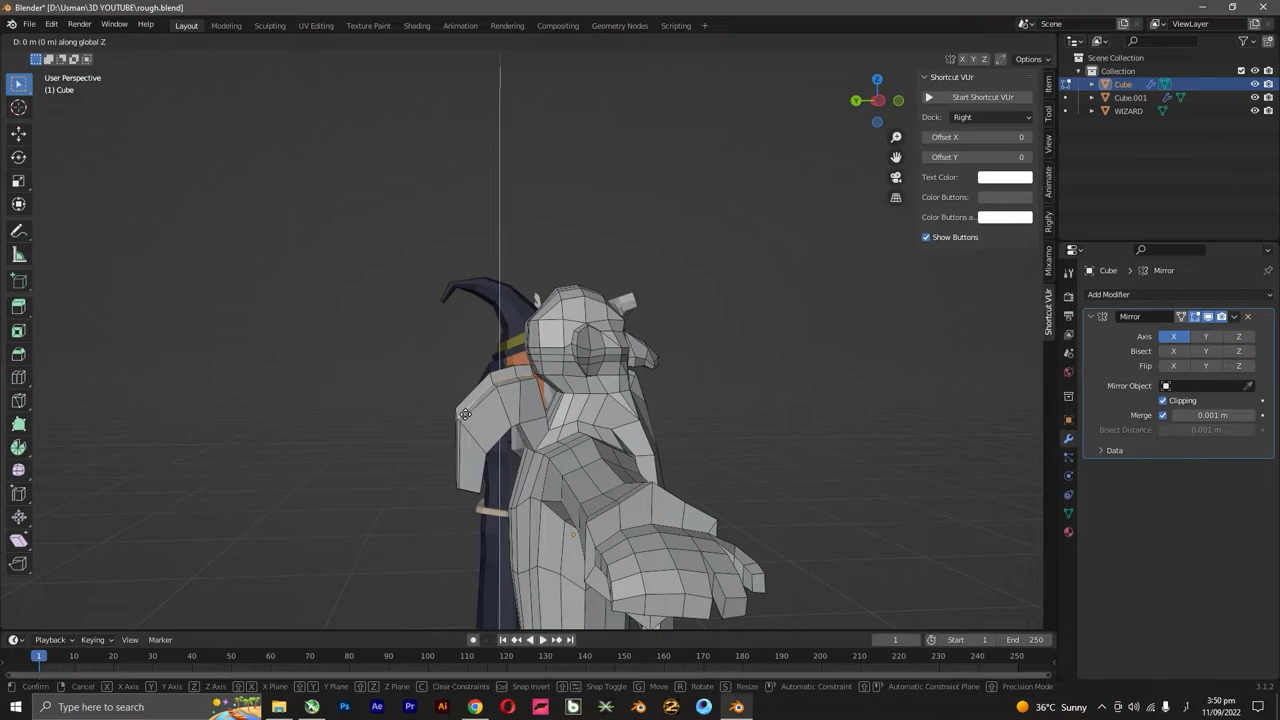 Blender* [D:\Usman\3D YOUTUBE\rough.blend]
File Edit Render Window Help Layout Modeling Sculpting UV Editing Texture Paint Shading Animation Rendering Compositing Geometry Nodes Scripting + Scene ViewLayer
D: 0 m (0 m) along global Z
X Y Z Options
User Perspective
(1) Cube
Shortcut VUr
Start Shortcut VUr
Dock: Right
Offset X 0
Offset Y 0
Text Color:
Color Buttons:
Color Buttons a..
Show Buttons
Z
Y
Item
Tool
View
Animate
Rigify
Mixamo
Shortcut VUr
Scene Collection
Collection
Cube
Cube.001
WIZARD
Cube Mirror
Add Modifier
Mirror
Axis X Y Z
Bisect X Y Z
Flip X Y Z
Mirror Object
Clipping
Merge 0.001 m
Bisect Distance 0.001 m
Data
Playback Keying View Marker 1 Start 1 End 250
1 10 20 30 40 50 60 70 80 90 100 110 120 130 140 150 160 170 180 190 200 210 220 230 240 250
Confirm Cancel X X Axis Y Y Axis Z Z Axis X X Plane Y Y Plane Z Z Plane C Clear Constraints Ctrl Snap Invert Snap Toggle G Move R Rotate S Resize Automatic Constraint Automatic Constraint Plane Precision Mode 3.1.2
Type here to search Ps Ae Pr Ai 36°C Sunny 3:50 pm
11/09/2022